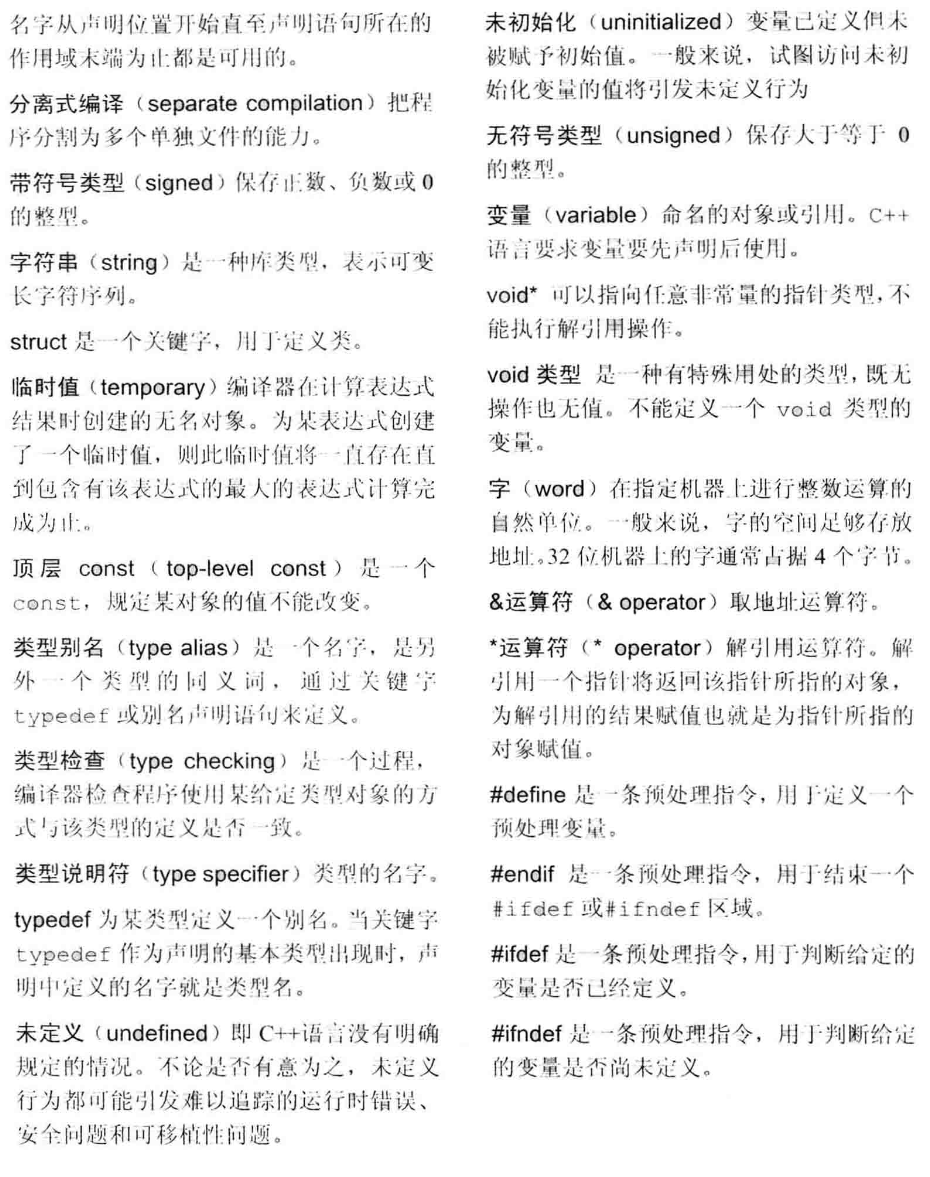 名字从声明位置开始直至声明语句所在的
作用域末端为止都是可用的。
分离式编译（separate compilation）把程
序分割为多个单独文件的能力。
带符号类型（signed）保存正数、负数或 0
的整型。
字符串（string）是一种库类型，表示可变
长字符序列。
struct 是一个关键字，用于定义类。
临时值（temporary）编译器在计算表达式
结果时创建的无名对象。为某表达式创建
了一个临时值，则此临时值将一直存在直
到包含有该表达式的最大的表达式计算完
成为止。
顶层 const（top-level const）是一个
const，规定某对象的值不能改变。
类型别名（type alias）是一个名字，是另
外一个类型的同义词，通过关键字
typedef 或别名声明语句来定义。
类型检查（type checking）是一个过程，
编译器检查程序使用某给定类型对象的方
式与该类型的定义是否一致。
类型说明符（type specifier）类型的名字。
typedef 为某类型定义一个别名。当关键字
typedef 作为声明的基本类型出现时，声
明中定义的名字就是类型名。
未定义（undefined）即 C++语言没有明确
规定的情况。不论是否有意为之，未定义
行为都可能引发难以追踪的运行时错误、
安全问题和可移植性问题。
未初始化（uninitialized）变量已定义但未
被赋予初始值。一般来说，试图访问未初
始化变量的值将引发未定义行为
无符号类型（unsigned）保存大于等于 0
的整型。
变量（variable）命名的对象或引用。C++
语言要求变量要先声明后使用。
void* 可以指向任意非常量的指针类型，不
能执行解引用操作。
void 类型 是一种有特殊用处的类型，既无
操作也无值。不能定义一个 void 类型的
变量。
字（word）在指定机器上进行整数运算的
自然单位。一般来说，字的空间足够存放
地址。32 位机器上的字通常占据 4 个字节。
&运算符（& operator）取地址运算符。
*运算符（* operator）解引用运算符。解
引用一个指针将返回该指针所指的对象，
为解引用的结果赋值也就是为指针所指的
对象赋值。
#define 是一条预处理指令，用于定义一个
预处理变量。
#endif 是一条预处理指令，用于结束一个
#ifdef 或#ifndef 区域。
#ifdef 是一条预处理指令，用于判断给定的
变量是否已经定义。
#ifndef 是一条预处理指令，用于判断给定
的变量是否尚未定义。